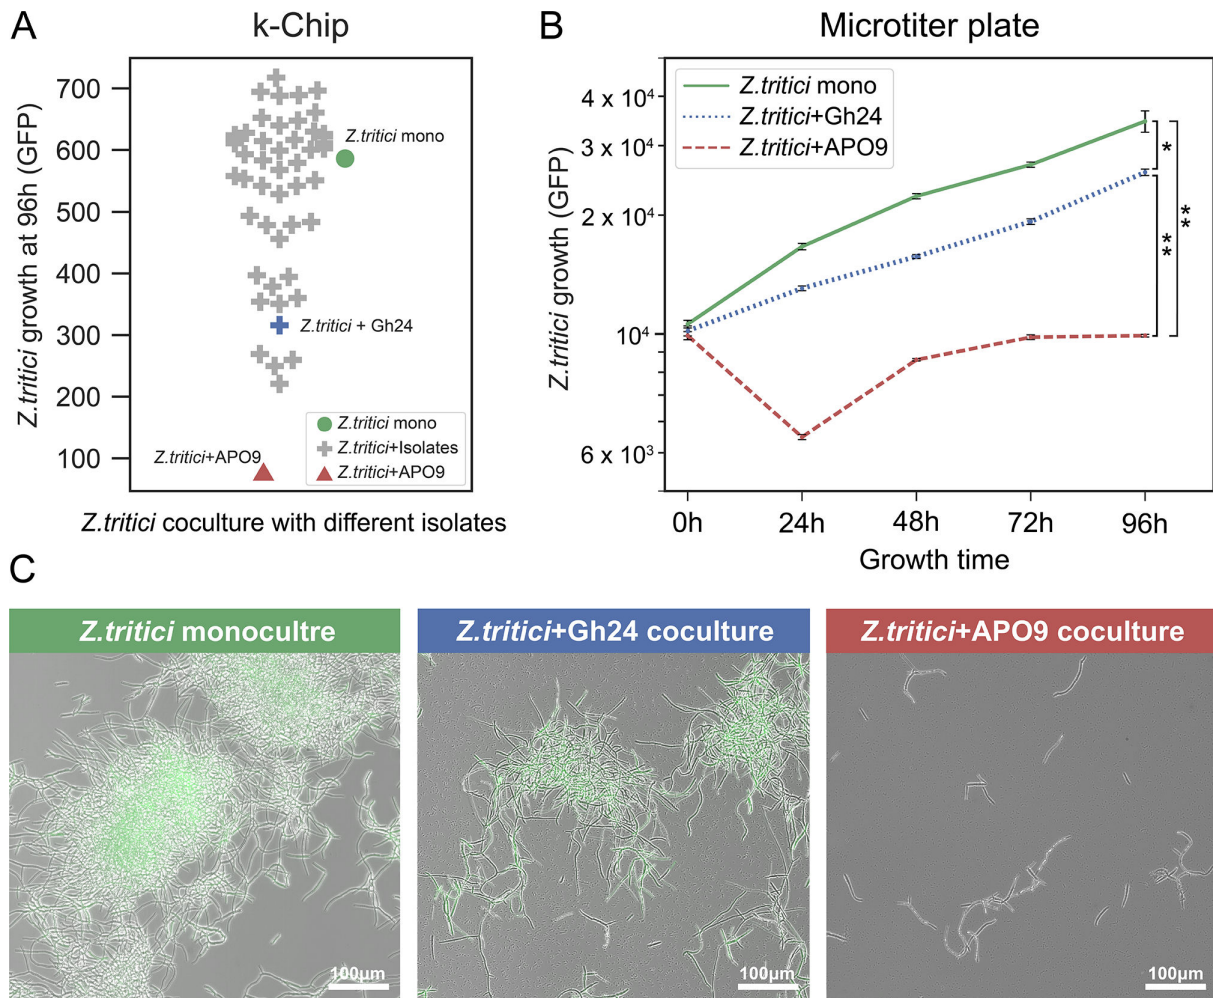 A
k-Chip
Z.tritici growth at 96h (GFP)
700
600
500
400
300
200
100
Z.tritici mono
Z.tritici + Gh24
Z.tritici+APO9
Z.tritici mono
Z.tritici+Isolates
Z.tritici+APO9
Z.tritici coculture with different isolates
B
Microtiter plate
Z.tritici growth (GFP)
4 x 10⁴
3 x 10⁴
2 x 10⁴
10⁴
6 x 10³
Z.tritici mono
Z.tritici+Gh24
Z.tritici+APO9
*
**
**
0h 24h 48h 72h 96h
Growth time
C
Z.tritici monocultre
Z.tritici+Gh24 coculture
Z.tritici+APO9 coculture
100µm
100µm
100µm